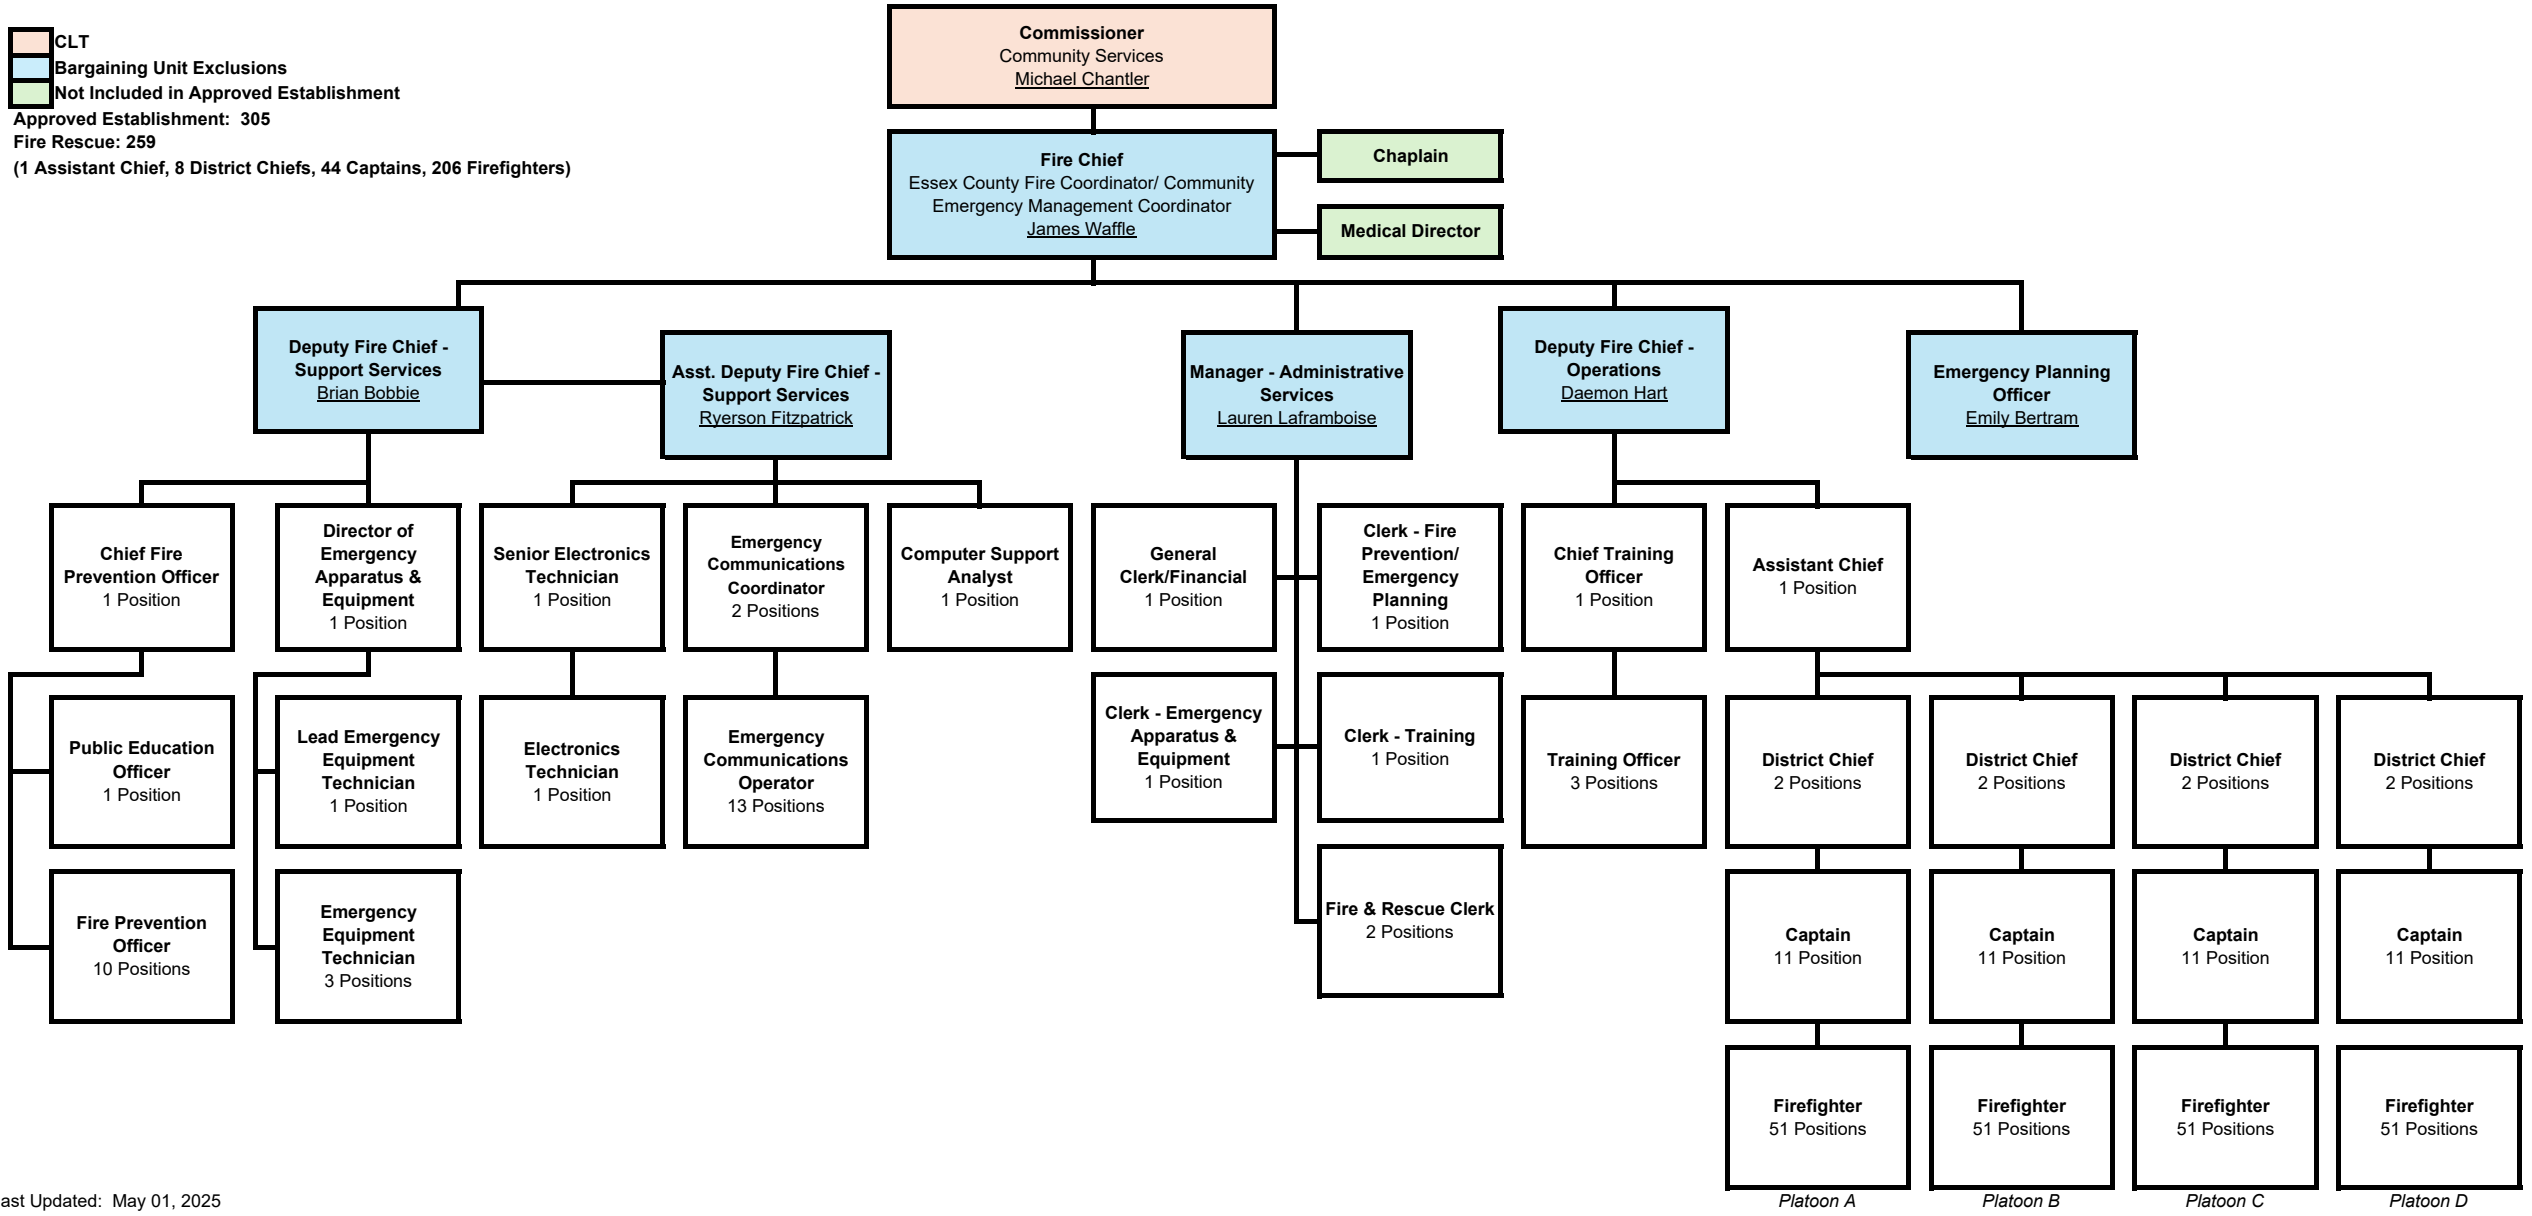 CLT
Bargaining Unit Exclusions
Not Included in Approved Establishment
Approved Establishment:  305
Fire Rescue: 259
(1 Assistant Chief, 8 District Chiefs, 44 Captains, 206 Firefighters)
Commissioner
Community Services
Michael Chantler
Fire Chief
Essex County Fire Coordinator/ Community
Emergency Management Coordinator
James Waffle
Chaplain
Medical Director
Deputy Fire Chief -
Support Services
Brian Bobbie
Asst. Deputy Fire Chief -
Support Services
Ryerson Fitzpatrick
Manager - Administrative
Services
Lauren Laframboise
Deputy Fire Chief -
Operations
Daemon Hart
Emergency Planning
Officer
Emily Bertram
Chief Fire
Prevention Officer
1 Position
Director of
Emergency
Apparatus &
Equipment
1 Position
Senior Electronics
Technician
1 Position
Emergency
Communications
Coordinator
2 Positions
Computer Support
Analyst
1 Position
General
Clerk/Financial
1 Position
Clerk - Fire
Prevention/
Emergency
Planning
1 Position
Chief Training
Officer
1 Position
Assistant Chief
1 Position
Public Education
Officer
1 Position
Lead Emergency
Equipment
Technician
1 Position
Electronics
Technician
1 Position
Emergency
Communications
Operator
13 Positions
Clerk - Emergency
Apparatus &
Equipment
1 Position
Clerk - Training
1 Position
Training Officer
3 Positions
District Chief
2 Positions
District Chief
2 Positions
District Chief
2 Positions
District Chief
2 Positions
Fire Prevention
Officer
10 Positions
Emergency
Equipment
Technician
3 Positions
Fire & Rescue Clerk
2 Positions
Captain
11 Position
Captain
11 Position
Captain
11 Position
Captain
11 Position
Firefighter
51 Positions
Firefighter
51 Positions
Firefighter
51 Positions
Firefighter
51 Positions
ast Updated:  May 01, 2025
Platoon A
Platoon B
Platoon C
Platoon D